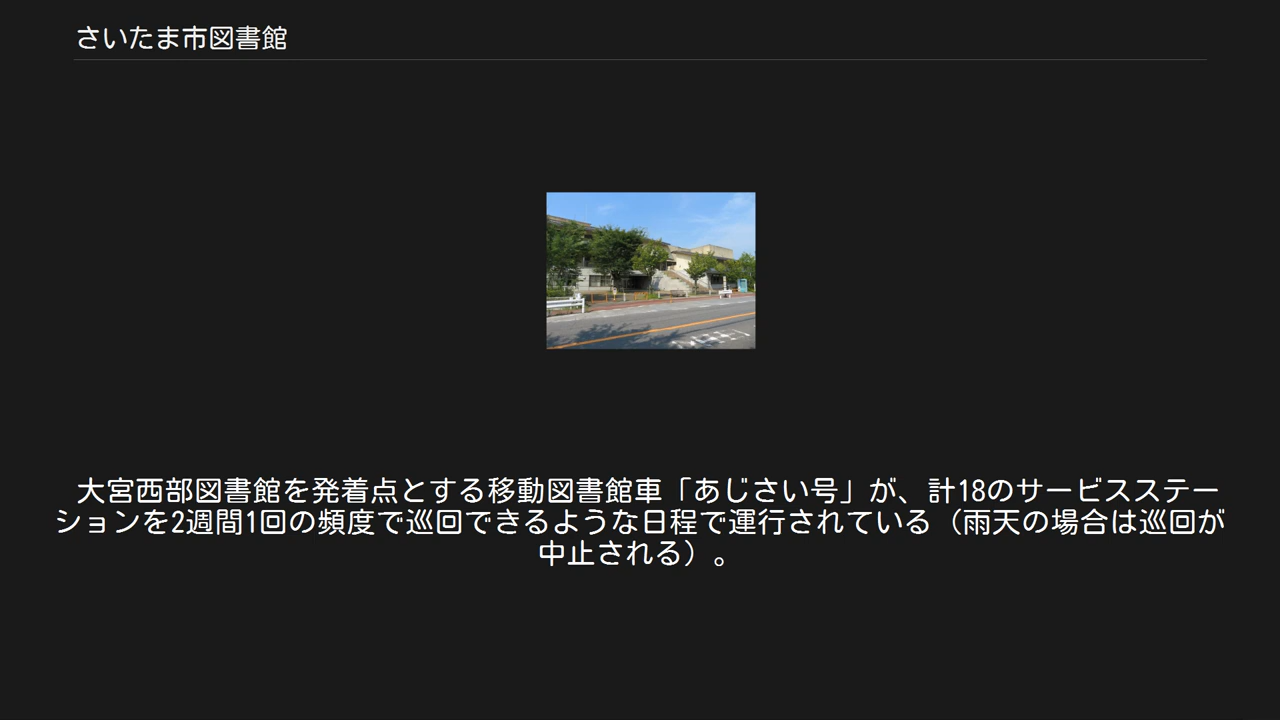 さいたま市図書館
大宮西部図書館を発着点とする移動図書館車「あじさい号」が、計18のサービスステー
ションを2週間1回の頻度で巡回できるような日程で運行されている（雨天の場合は巡回が
中止される）。